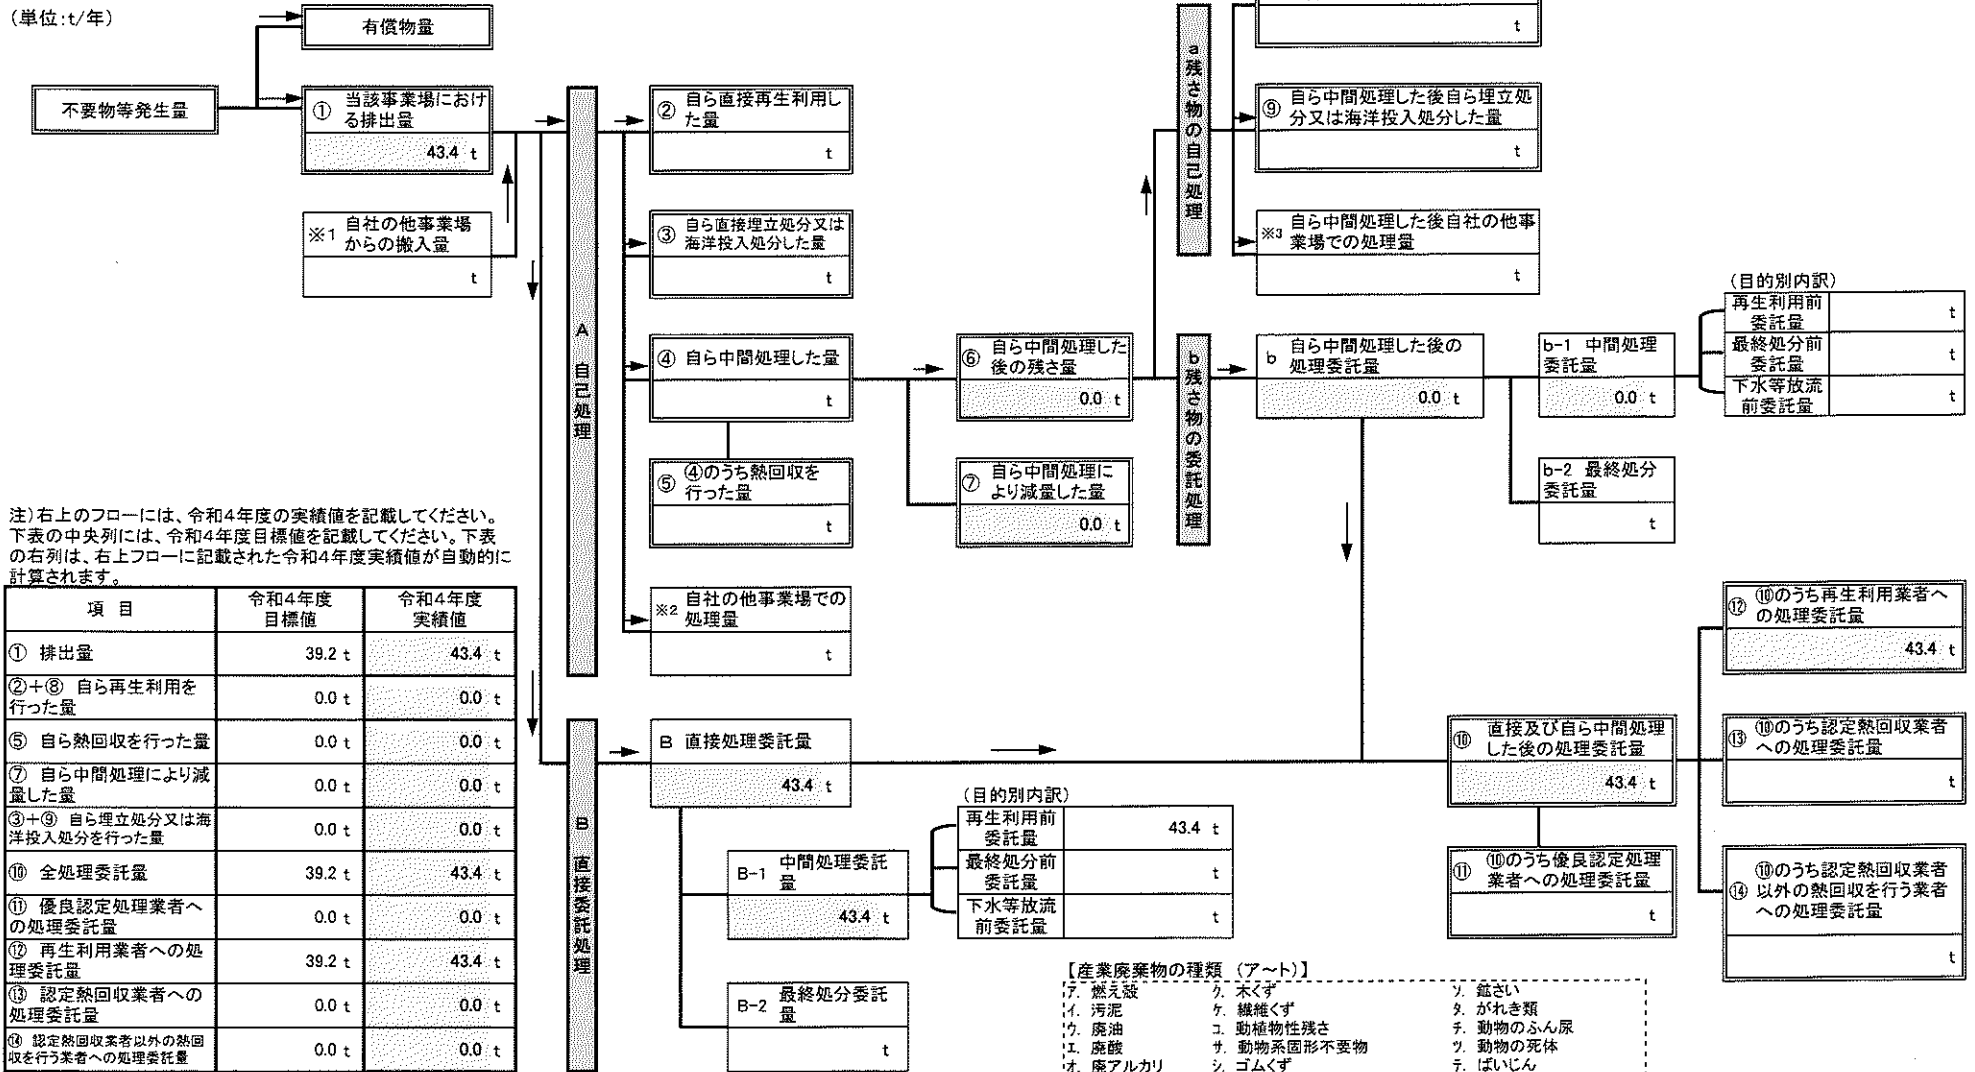 (単位:t/年)
有償物量
不要物等発生量
① 当該事業場におけ
る排出量
43.4 t
※1 自社の他事業場
からの搬入量
t
A 自己処理
② 自ら直接再生利用し
た量
t
③ 自ら直接埋立処分又は
海洋投入処分した量
t
④ 自ら中間処理した量
t
⑤ ④のうち熱回収を
行った量
t
※2 自社の他事業場での
処理量
t
⑥ 自ら中間処理した
後の残さ量
0.0 t
⑦ 自ら中間処理に
より減量した量
0.0 t
a 残さ物の自己処理
t
⑨ 自ら中間処理した後自ら埋立処
分又は海洋投入処分した量
t
※3 自ら中間処理した後自社の他事
業場での処理量
t
b 残さ物の委託処理
b 自ら中間処理した後の
処理委託量
0.0 t
b-1 中間処理
委託量
0.0 t
b-2 最終処分
委託量
t
(目的別内訳)
再生利用前
委託量 t
最終処分前
委託量 t
下水等放流
前委託量 t
注)右上のフローには、令和4年度の実績値を記載してください。
下表の中央列には、令和4年度目標値を記載してください。下表
の右列は、右上フローに記載された令和4年度実績値が自動的に
計算されます。
項 目 令和4年度
目標値 令和4年度
実績値
① 排出量 39.2 t 43.4 t
②+⑧ 自ら再生利用を
行った量 0.0 t 0.0 t
⑤ 自ら熱回収を行った量 0.0 t 0.0 t
⑦ 自ら中間処理により減
量した量 0.0 t 0.0 t
③+⑨ 自ら埋立処分又は海
洋投入処分を行った量 0.0 t 0.0 t
⑩ 全処理委託量 39.2 t 43.4 t
⑪ 優良認定処理業者へ
の処理委託量 0.0 t 0.0 t
⑫ 再生利用業者への処
理委託量 39.2 t 43.4 t
⑬ 認定熱回収業者への
処理委託量 0.0 t 0.0 t
⑭ 認定熱回収業者以外の熱回
収を行う業者への処理委託量 0.0 t 0.0 t
B 直接委託処理
B 直接処理委託量
43.4 t
B-1 中間処理委託
量
43.4 t
B-2 最終処分委託
量
t
(目的別内訳)
再生利用前
委託量 43.4 t
最終処分前
委託量 t
下水等放流
前委託量 t
⑩ 直接及び自ら中間処理
した後の処理委託量
43.4 t
⑪ ⑩のうち優良認定処理
業者への処理委託量
t
⑫ ⑩のうち再生利用業者へ
の処理委託量
43.4 t
⑬ ⑩のうち認定熱回収業者
への処理委託量
t
⑭ ⑩のうち認定熱回収業者
以外の熱回収を行う業者
への処理委託量
t
【産業廃棄物の種類 (ア~ト)】
ア. 燃え殻 ク. 木くず ソ. 鉱さい
イ. 汚泥 ケ. 繊維くず タ. がれき類
ウ. 廃油 コ. 動植物性残さ チ. 動物のふん尿
エ. 廃酸 サ. 動物系固形不要物 ツ. 動物の死体
オ. 廃アルカリ シ. ゴムくず テ. ばいじん